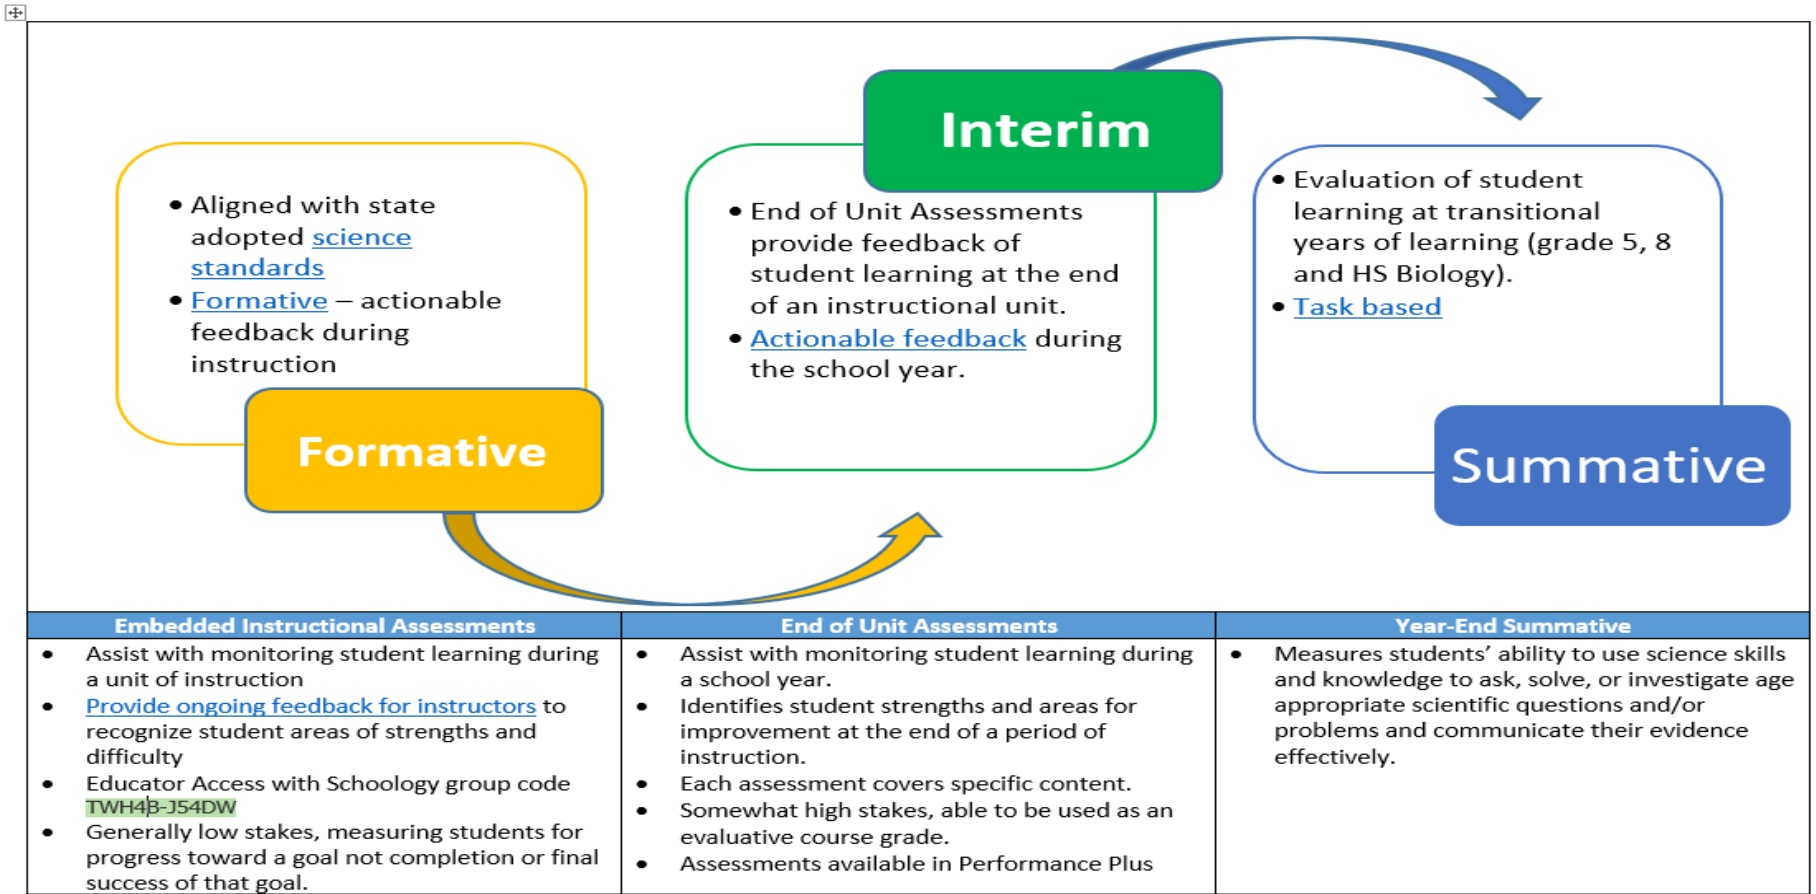 Interim
Aligned with state
adopted science
standards
Formative – actionable
feedback during
instruction
Formative
End of Unit Assessments
provide feedback of
student learning at the end
of an instructional unit.
Actionable feedback during
the school year.
Evaluation of student
learning at transitional
years of learning (grade 5, 8
and HS Biology).
Task based
Summative
Embedded Instructional Assessments
Assist with monitoring student learning during
a unit of instruction
Provide ongoing feedback for instructors to
recognize student areas of strengths and
difficulty
Educator Access with Schoology group code
TWH4B-J54DW
Generally low stakes, measuring students for
progress toward a goal not completion or final
success of that goal.
End of Unit Assessments
Assist with monitoring student learning during
a school year.
Identifies student strengths and areas for
improvement at the end of a period of
instruction.
Each assessment covers specific content.
Somewhat high stakes, able to be used as an
evaluative course grade.
Assessments available in Performance Plus
Year-End Summative
Measures students’ ability to use science skills
and knowledge to ask, solve, or investigate age
appropriate scientific questions and/or
problems and communicate their evidence
effectively.